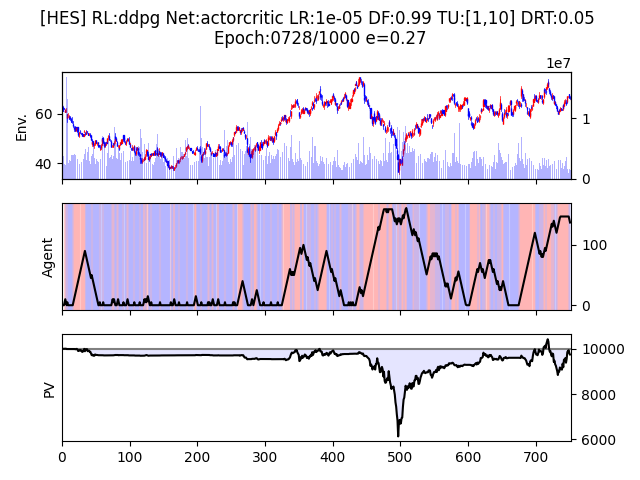 [HES] RL:ddpg Net:actorcritic LR:1e-05 DF:0.99 TU:[1,10] DRT:0.05
Epoch:0728/1000 e=0.27
1e7
Env.
60
40
1
0
Agent
100
0
PV
10000
8000
6000
0 100 200 300 400 500 600 700